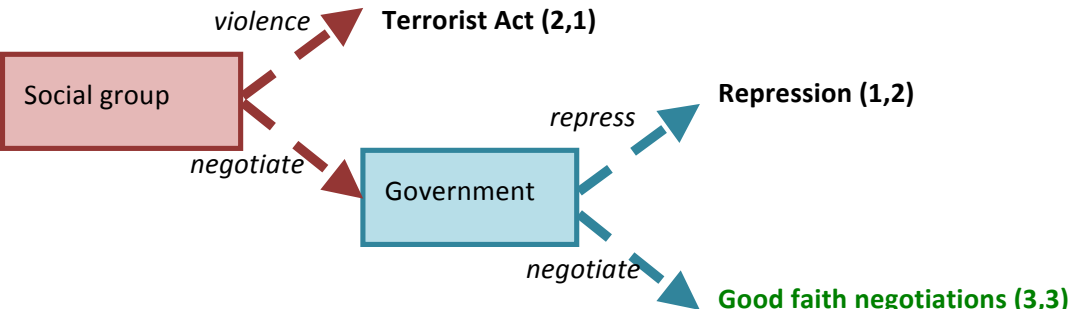 violence
Terrorist Act (2,1)
Social group
Repression (1,2)
repress
negotiate
Government
negotiate
Good faith negotiations (3,3)